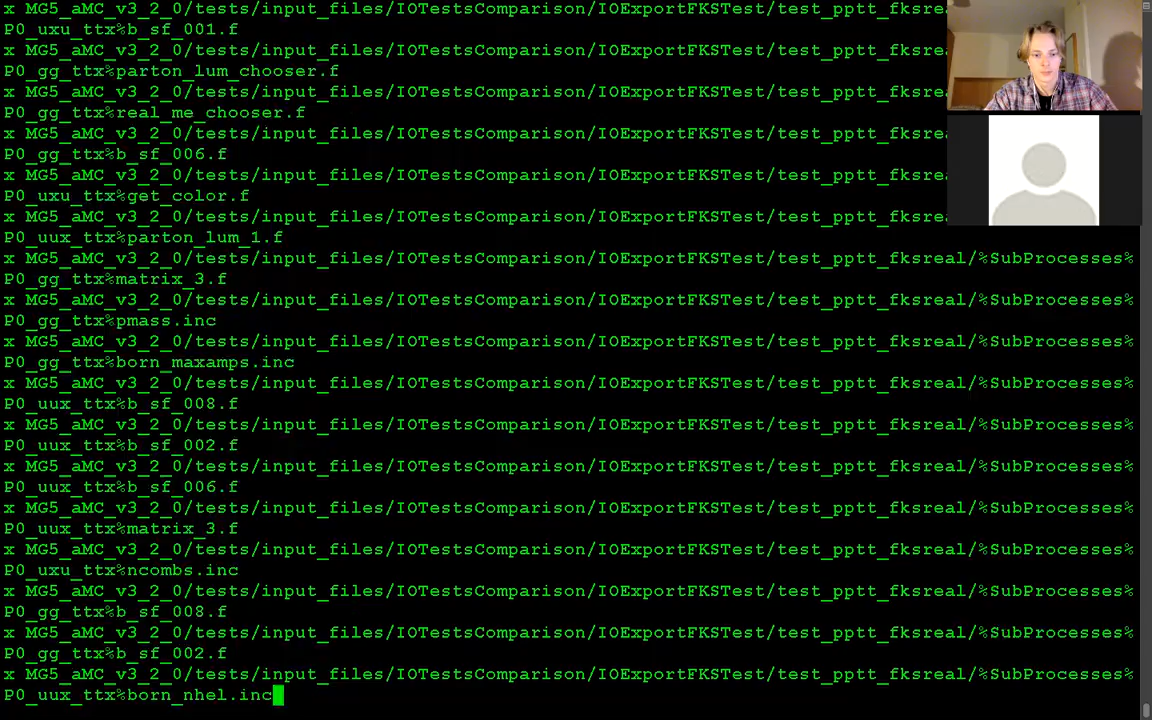 x MG5_aMC_v3_2_0/tests/input_files/IOTestsComparison/IOExportFKSTest/test_pptt_fksrea
P0_uxu_ttx%b_sf_001.f
x MG5_aMC_v3_2_0/tests/input_files/IOTestsComparison/IOExportFKSTest/test_pptt_fksrea
P0_gg_ttx%parton_lum_chooser.f
x MG5_aMC_v3_2_0/tests/input_files/IOTestsComparison/IOExportFKSTest/test_pptt_fksrea
P0_gg_ttx%real_me_chooser.f
x MG5_aMC_v3_2_0/tests/input_files/IOTestsComparison/IOExportFKSTest/test_pptt_fksrea
P0_gg_ttx%b_sf_006.f
x MG5_aMC_v3_2_0/tests/input_files/IOTestsComparison/IOExportFKSTest/test_pptt_fksrea
P0_uxu_ttx%get_color.f
x MG5_aMC_v3_2_0/tests/input_files/IOTestsComparison/IOExportFKSTest/test_pptt_fksrea
P0_uux_ttx%parton_lum_1.f
x MG5_aMC_v3_2_0/tests/input_files/IOTestsComparison/IOExportFKSTest/test_pptt_fksreal/%SubProcesses%
P0_gg_ttx%matrix_3.f
x MG5_aMC_v3_2_0/tests/input_files/IOTestsComparison/IOExportFKSTest/test_pptt_fksreal/%SubProcesses%
P0_gg_ttx%pmass.inc
x MG5_aMC_v3_2_0/tests/input_files/IOTestsComparison/IOExportFKSTest/test_pptt_fksreal/%SubProcesses%
P0_gg_ttx%born_maxamps.inc
x MG5_aMC_v3_2_0/tests/input_files/IOTestsComparison/IOExportFKSTest/test_pptt_fksreal/%SubProcesses%
P0_uux_ttx%b_sf_008.f
x MG5_aMC_v3_2_0/tests/input_files/IOTestsComparison/IOExportFKSTest/test_pptt_fksreal/%SubProcesses%
P0_uux_ttx%b_sf_002.f
x MG5_aMC_v3_2_0/tests/input_files/IOTestsComparison/IOExportFKSTest/test_pptt_fksreal/%SubProcesses%
P0_uux_ttx%b_sf_006.f
x MG5_aMC_v3_2_0/tests/input_files/IOTestsComparison/IOExportFKSTest/test_pptt_fksreal/%SubProcesses%
P0_uux_ttx%matrix_3.f
x MG5_aMC_v3_2_0/tests/input_files/IOTestsComparison/IOExportFKSTest/test_pptt_fksreal/%SubProcesses%
P0_uxu_ttx%ncombs.inc
x MG5_aMC_v3_2_0/tests/input_files/IOTestsComparison/IOExportFKSTest/test_pptt_fksreal/%SubProcesses%
P0_gg_ttx%b_sf_008.f
x MG5_aMC_v3_2_0/tests/input_files/IOTestsComparison/IOExportFKSTest/test_pptt_fksreal/%SubProcesses%
P0_gg_ttx%b_sf_002.f
x MG5_aMC_v3_2_0/tests/input_files/IOTestsComparison/IOExportFKSTest/test_pptt_fksreal/%SubProcesses%
P0_uux_ttx%born_nhel.inc